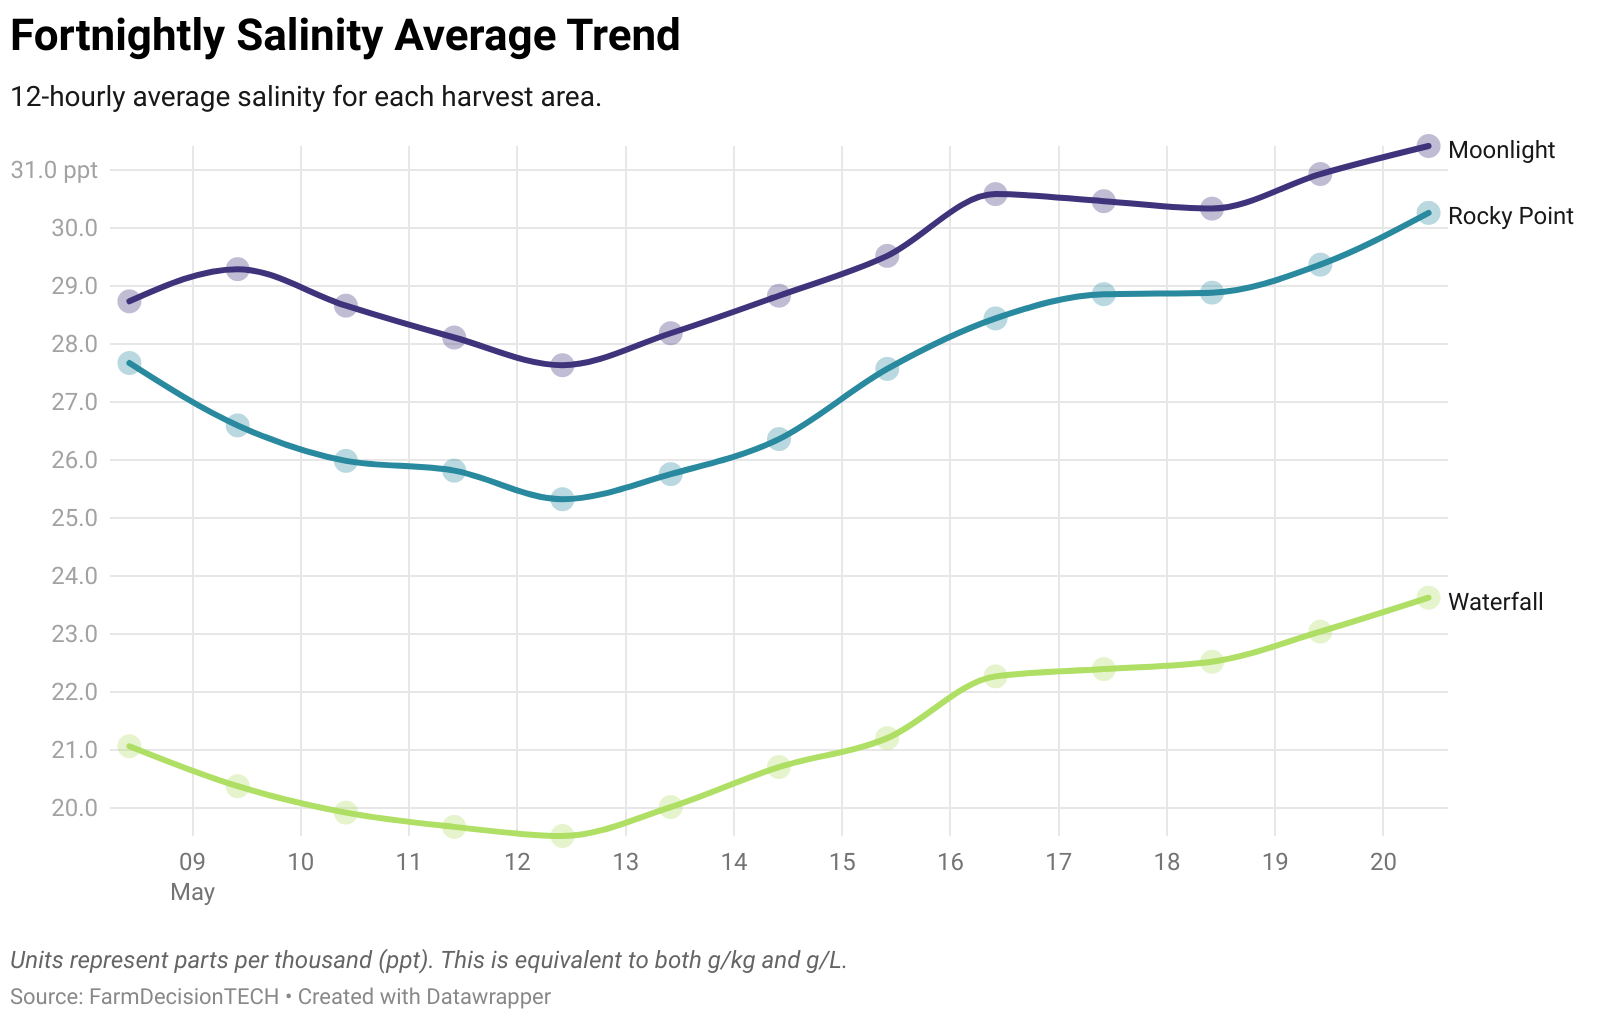 Fortnightly Salinity Average Trend
12-hourly average salinity for each harvest area.
31.0 ppt
30.0
29.0
28.0
27.0
26.0
25.0
24.0
23.0
22.0
21.0
20.0
Moonlight
Rocky Point
Waterfall
09 10 11 12 13 14 15 16 17 18 19 20
May
Units represent parts per thousand (ppt). This is equivalent to both g/kg and g/L.
Source: FarmDecisionTECH • Created with Datawrapper